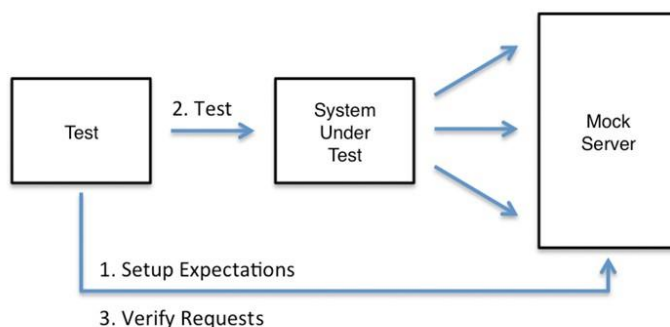 Test
2. Test
System
Under
Test
Mock
Server
1. Setup Expectations
3. Verify Requests